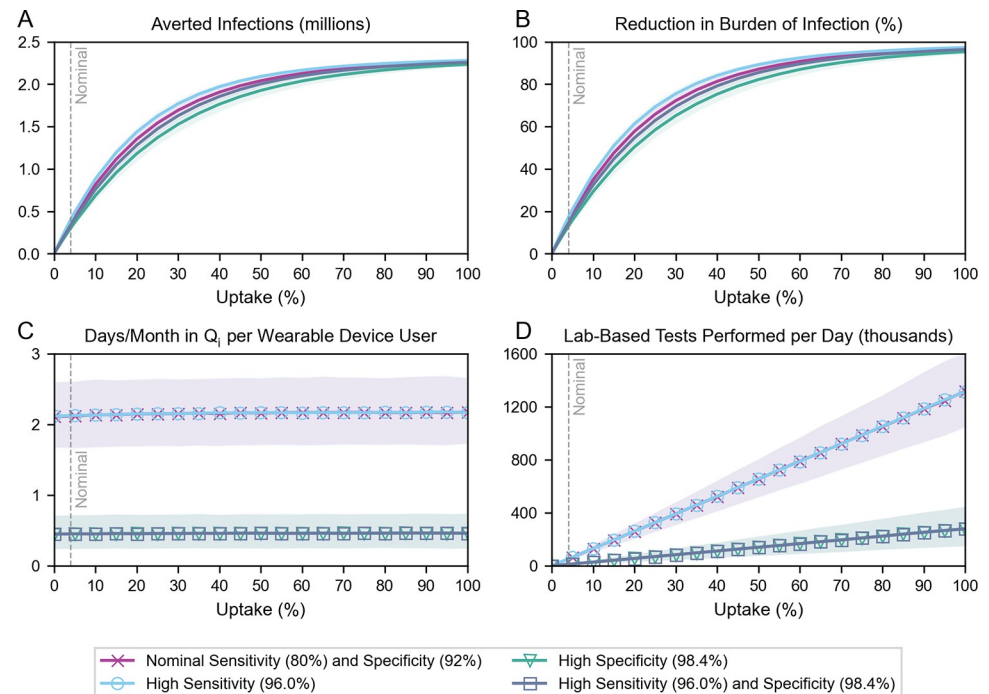 A
Averted Infections (millions)
2.5
2.0
1.5
1.0
0.5
0.0
Nominal
0 10 20 30 40 50 60 70 80 90 100
Uptake (%)
B
Reduction in Burden of Infection (%)
100
80
60
40
20
0
Nominal
0 10 20 30 40 50 60 70 80 90 100
Uptake (%)
C
Days/Month in Qi per Wearable Device User
3
2
1
0
Nominal
0 10 20 30 40 50 60 70 80 90 100
Uptake (%)
D
Lab-Based Tests Performed per Day (thousands)
1600
1200
800
400
0
Nominal
0 10 20 30 40 50 60 70 80 90 100
Uptake (%)
Nominal Sensitivity (80%) and Specificity (92%)
High Sensitivity (96.0%)
High Specificity (98.4%)
High Sensitivity (96.0%) and Specificity (98.4%)